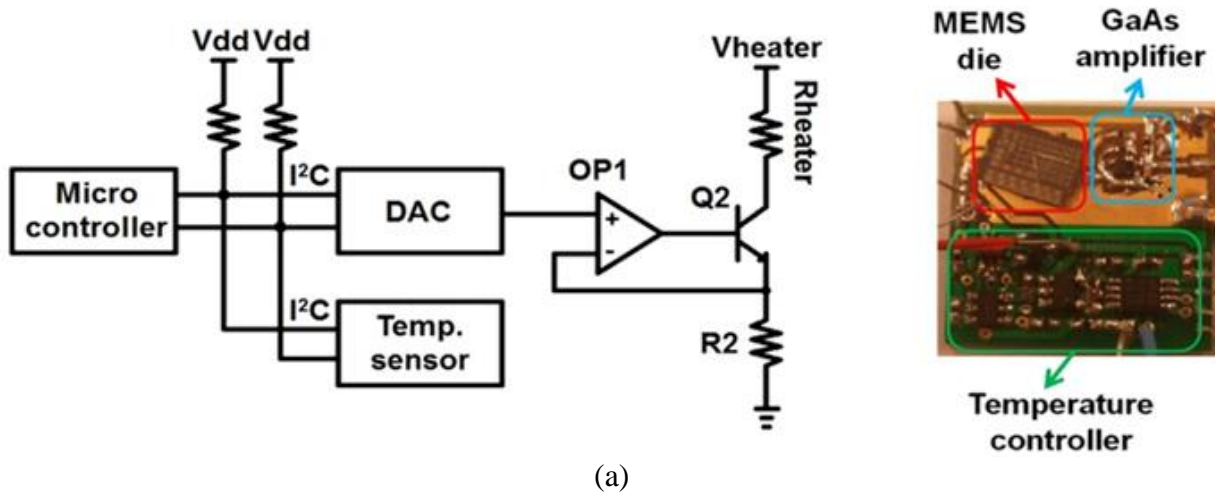 Vdd Vdd
Vheater
Rheater
Micro
controller
I²C
DAC
OP1
+
-
Q2
I²C
Temp.
sensor
R2
MEMS
die
GaAs
amplifier
Temperature
controller
(a)